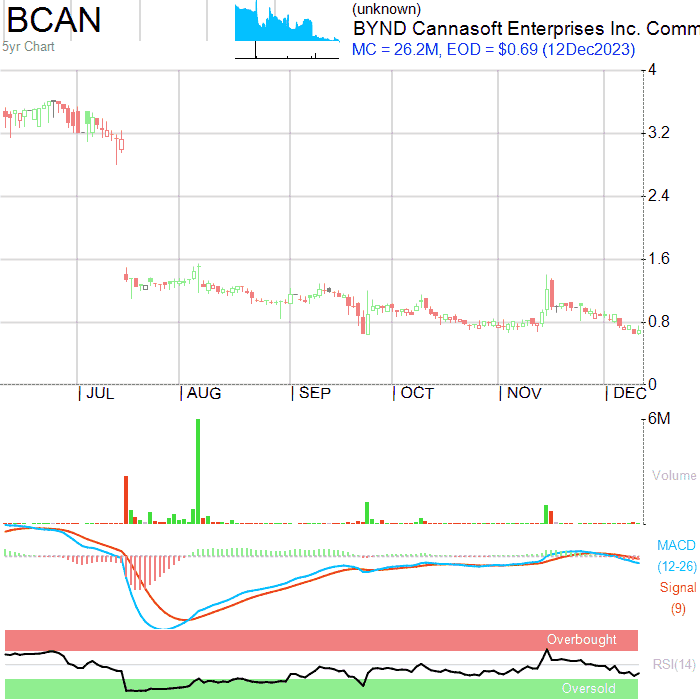 BCAN
5yr Chart
(unknown)
BYND Cannasoft Enterprises Inc. Comm
MC = 26.2M, EOD = $0.69 (12Dec2023)
4
3.2
2.4
1.6
0.8
0
JUL
AUG
SEP
OCT
NOV
DEC
6M
Volume
MACD
(12-26)
Signal
(9)
Overbought
RSI(14)
Oversold